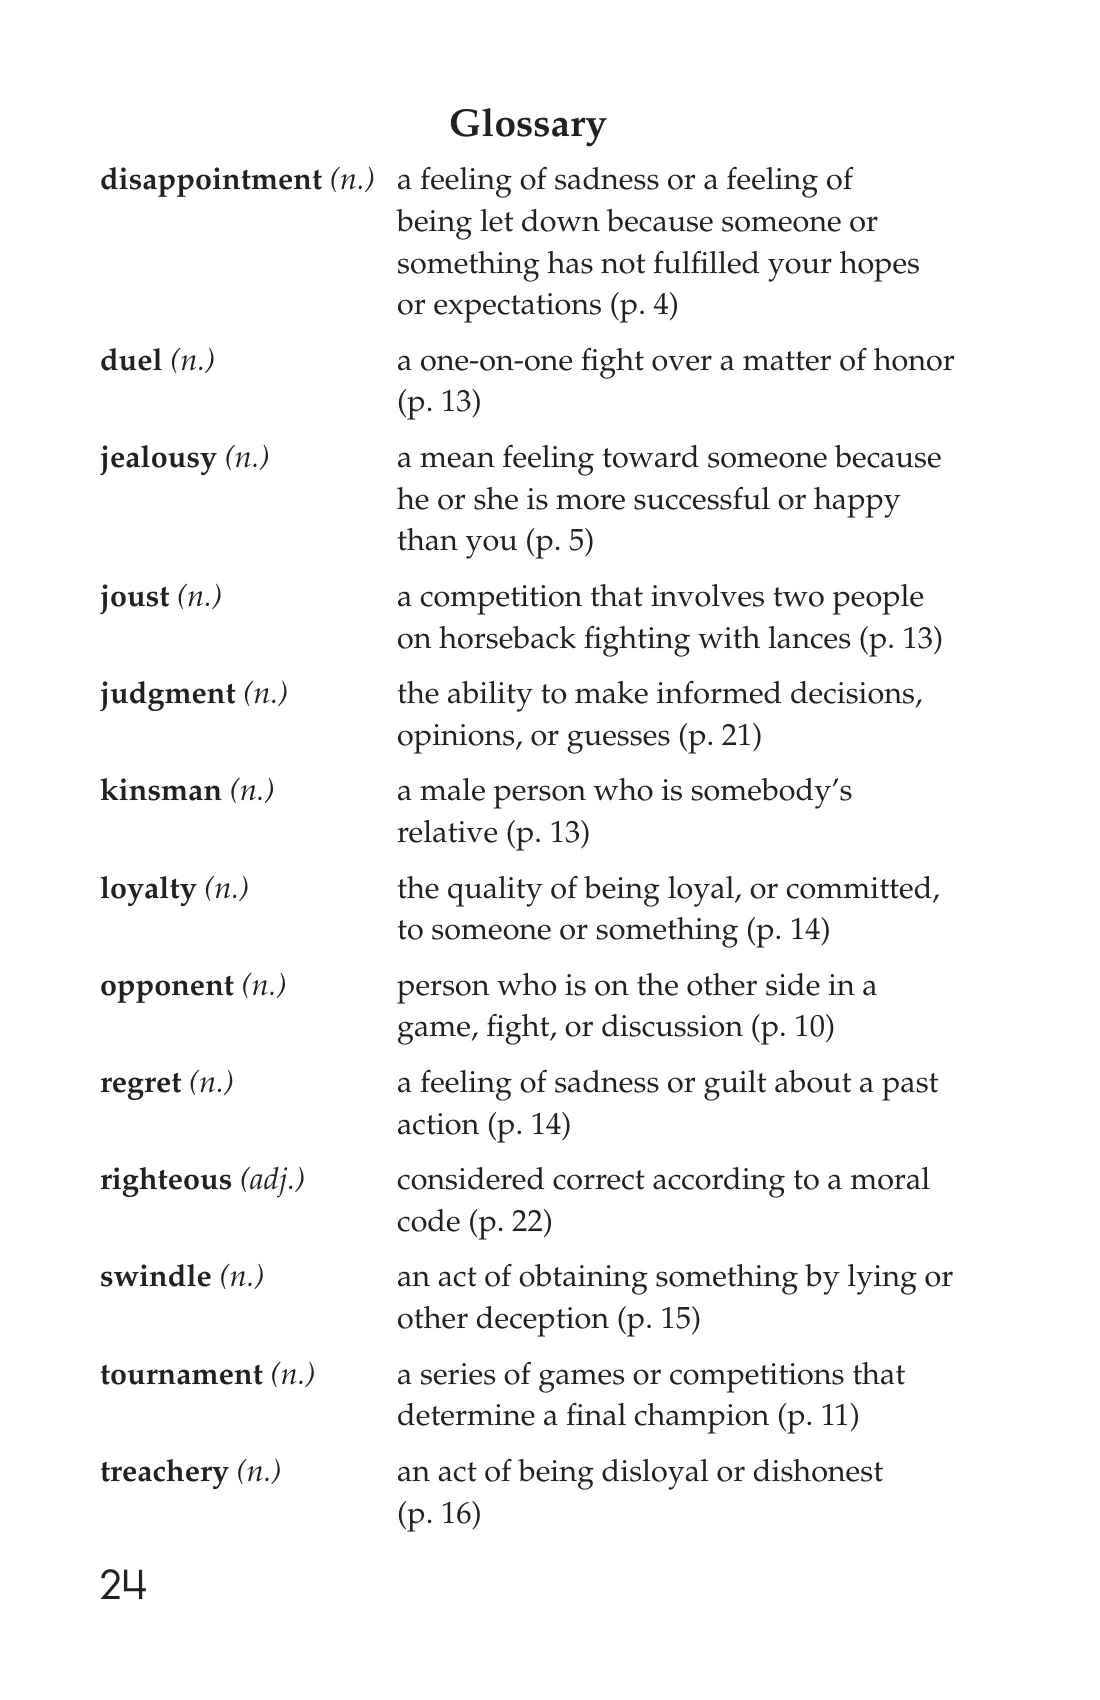 Glossary
disappointment (n.) a feeling of sadness or a feeling of
being let down because someone or
something has not fulfilled your hopes
or expectations (p. 4)
duel (n.) a one-on-one fight over a matter of honor
(p. 13)
jealousy (n.) a mean feeling toward someone because
he or she is more successful or happy
than you (p. 5)
joust (n.) a competition that involves two people
on horseback fighting with lances (p. 13)
judgment (n.) the ability to make informed decisions,
opinions, or guesses (p. 21)
kinsman (n.) a male person who is somebody’s
relative (p. 13)
loyalty (n.) the quality of being loyal, or committed,
to someone or something (p. 14)
opponent (n.) person who is on the other side in a
game, fight, or discussion (p. 10)
regret (n.) a feeling of sadness or guilt about a past
action (p. 14)
righteous (adj.) considered correct according to a moral
code (p. 22)
swindle (n.) an act of obtaining something by lying or
other deception (p. 15)
tournament (n.) a series of games or competitions that
determine a final champion (p. 11)
treachery (n.) an act of being disloyal or dishonest
(p. 16)
24